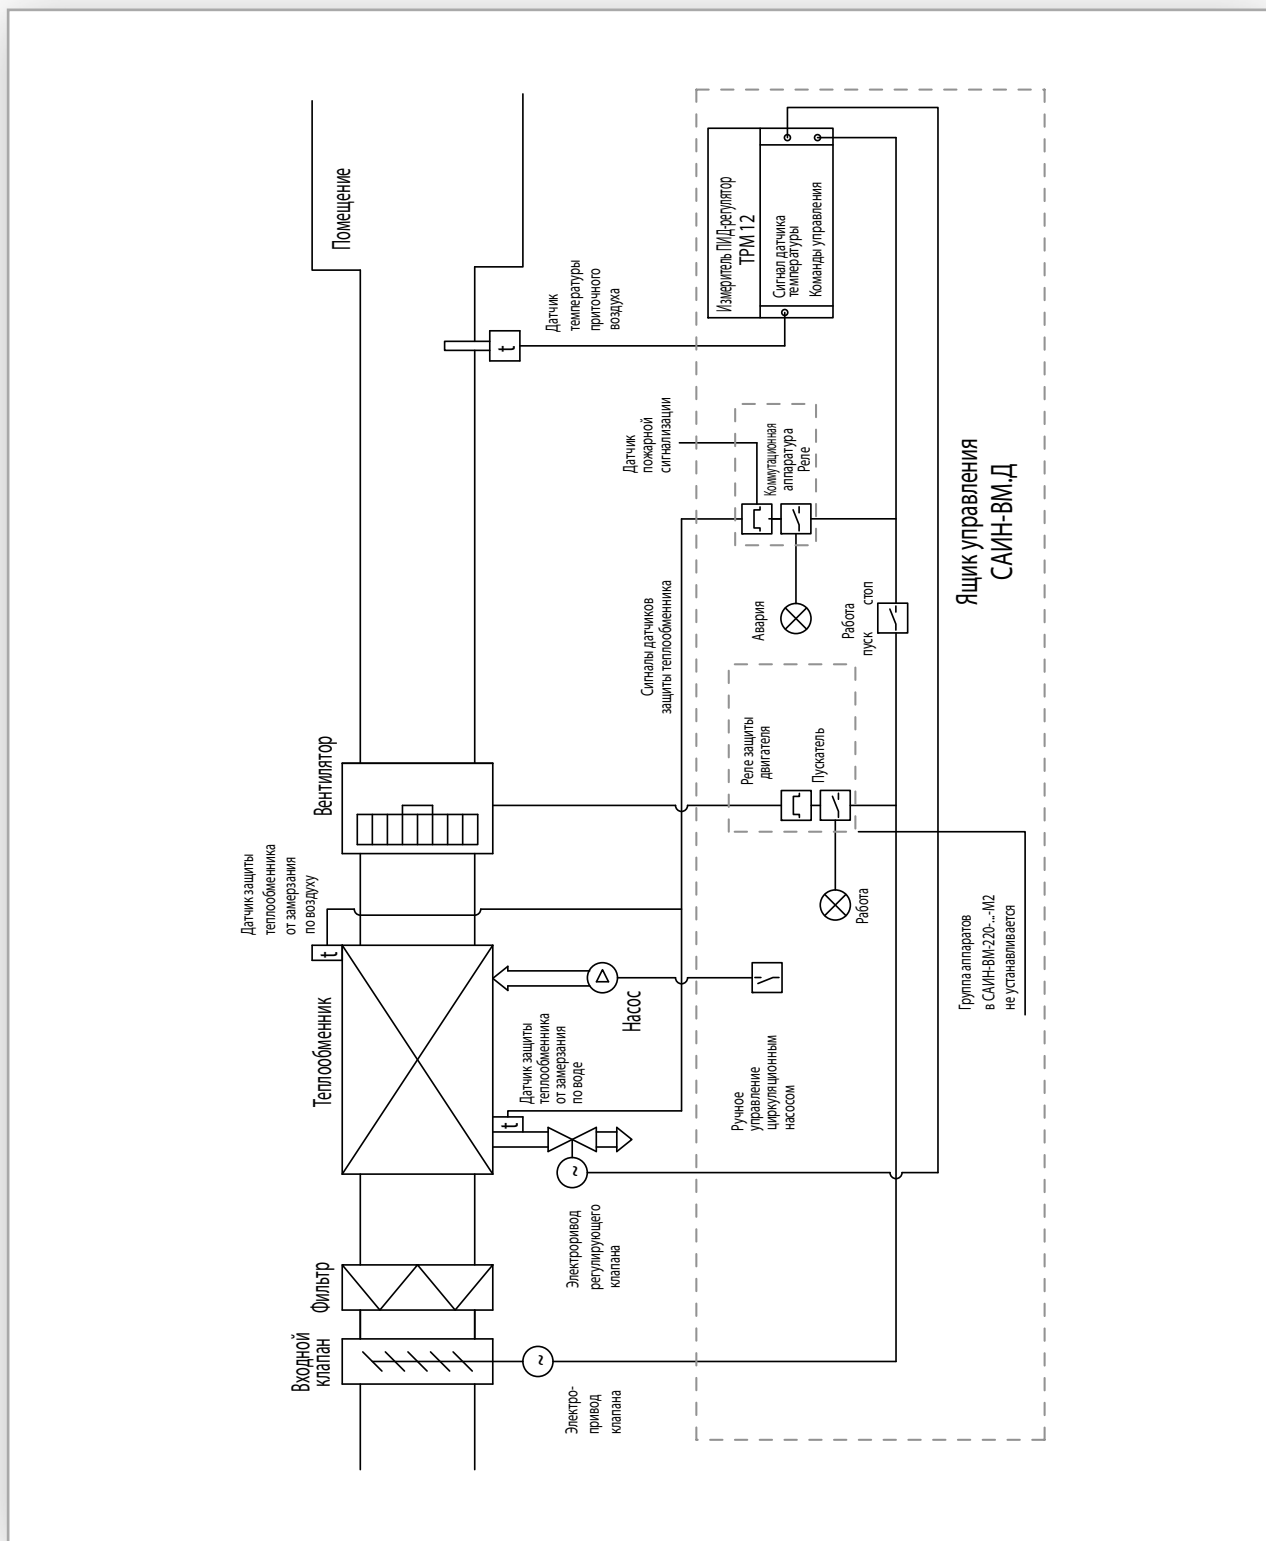 Помещение
Вентилятор
Датчик защиты
теплообменника
от замерзания
по воздуху
Теплообменник
Фильтр
Входной
клапан
Датчик
температуры
приточного
воздуха
Датчик
пожарной
сигнализации
Сигналы датчиков
защиты теплообменника
Насос
Датчик защиты
теплообменника
от замерзания
по воде
Электроривод
регулирующего
клапана
Электро-
привод
клапана
t
t
t
~
~
Измеритель ПИД-регулятор
ТРМ 12
Сигнал датчика
температуры
Команды управления
Коммутационная
аппаратура
Реле
Авария
Работа
пуск стоп
Реле защиты
двигателя
Пускатель
Работа
Ручное
управление
циркуляционным
насосом
Ящик управления
САИН-ВМ.Д
Группа аппаратов
в САИН-ВМ-220-...-М2
не устанавливается